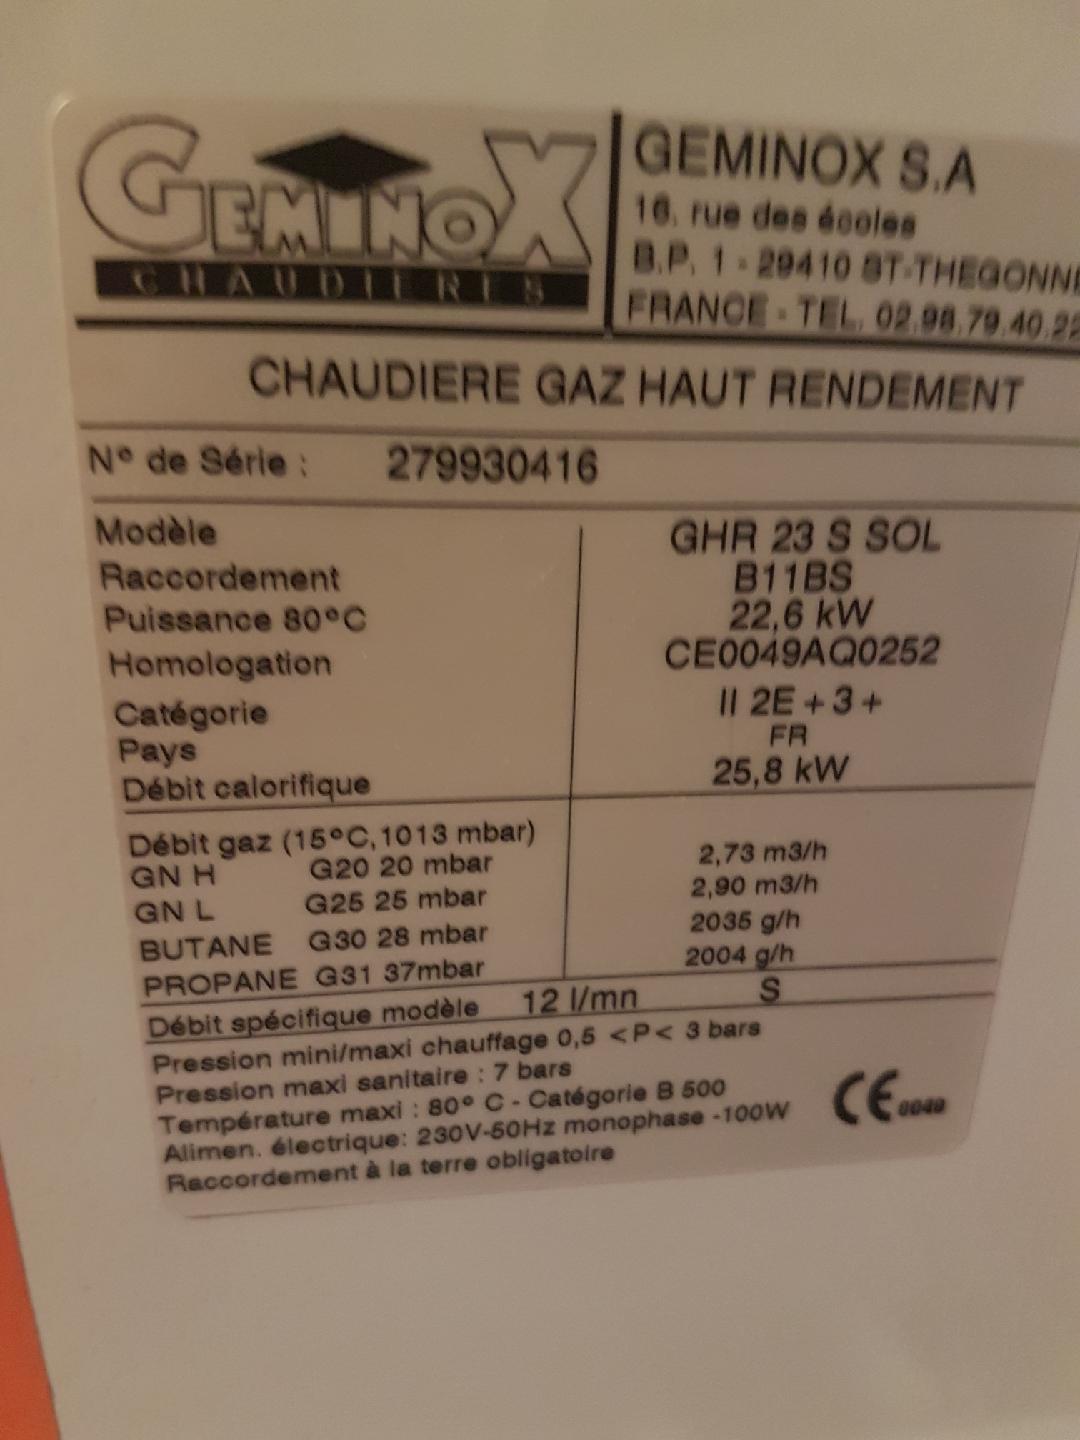 GEMINOX
CHAUDIERES
GEMINOX S.A
16, rue des écoles
B.P. 1 - 29410 ST-THEGONNE
FRANCE - TEL. 02.98.79.40.22
CHAUDIERE GAZ HAUT RENDEMENT
N° de Série : 279930416
Modèle GHR 23 S SOL
Raccordement B11BS
Puissance 80°C 22,6 kW
Homologation CE0049AQ0252
Catégorie II 2E + 3 +
Pays FR
Débit calorifique 25,8 kW
Débit gaz (15°C,1013 mbar)
GN H G20 20 mbar 2,73 m3/h
GN L G25 25 mbar 2,90 m3/h
BUTANE G30 28 mbar 2035 g/h
PROPANE G31 37mbar 2004 g/h
Débit spécifique modèle 12 l/mn S
Pression mini/maxi chauffage 0,5 <P< 3 bars
Pression maxi sanitaire : 7 bars
Température maxi : 80° C - Catégorie B 500
Alimen. électrique: 230V-50Hz monophase -100W
Raccordement à la terre obligatoire
CE 0049